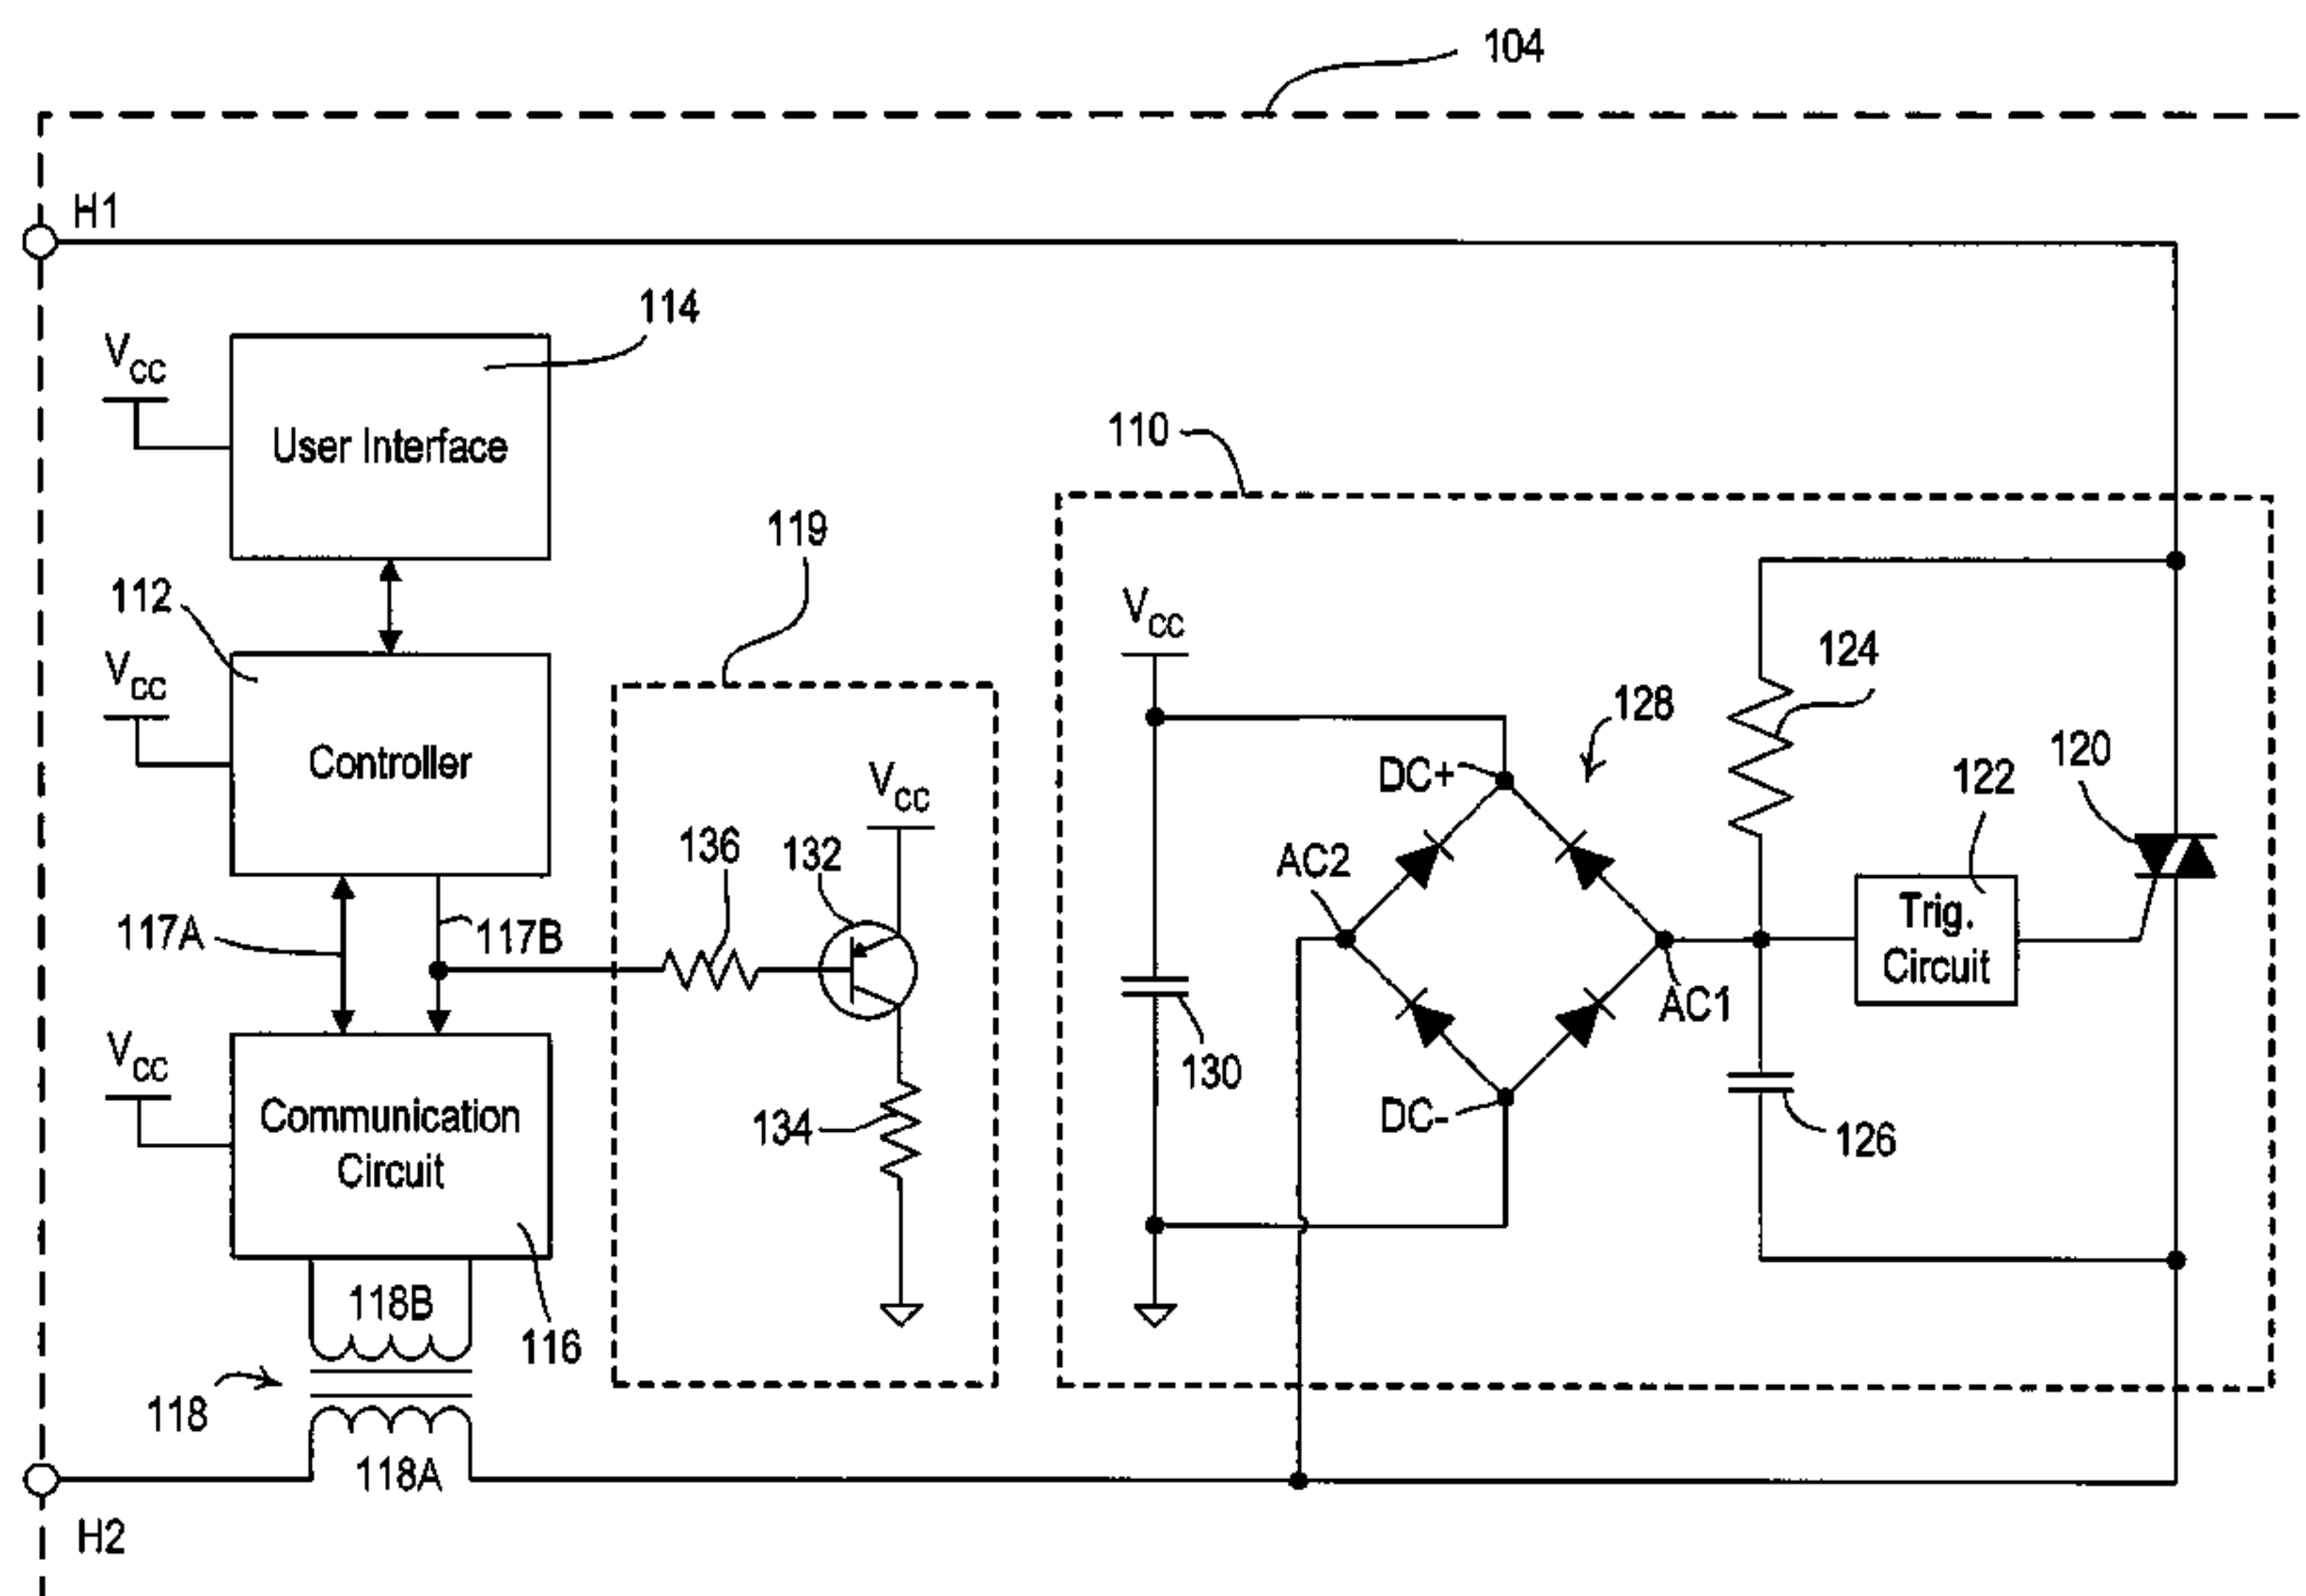 104
H1
114
VCC
User Interface
110
119
112
VCC
VCC
124
128
120
Controller
DC+
122
VCC
136
132
AC2
Trig.
Circuit
117A
117B
AC1
VCC
130
Communication
Circuit
134
DC-
126
118B
116
118
118A
H2